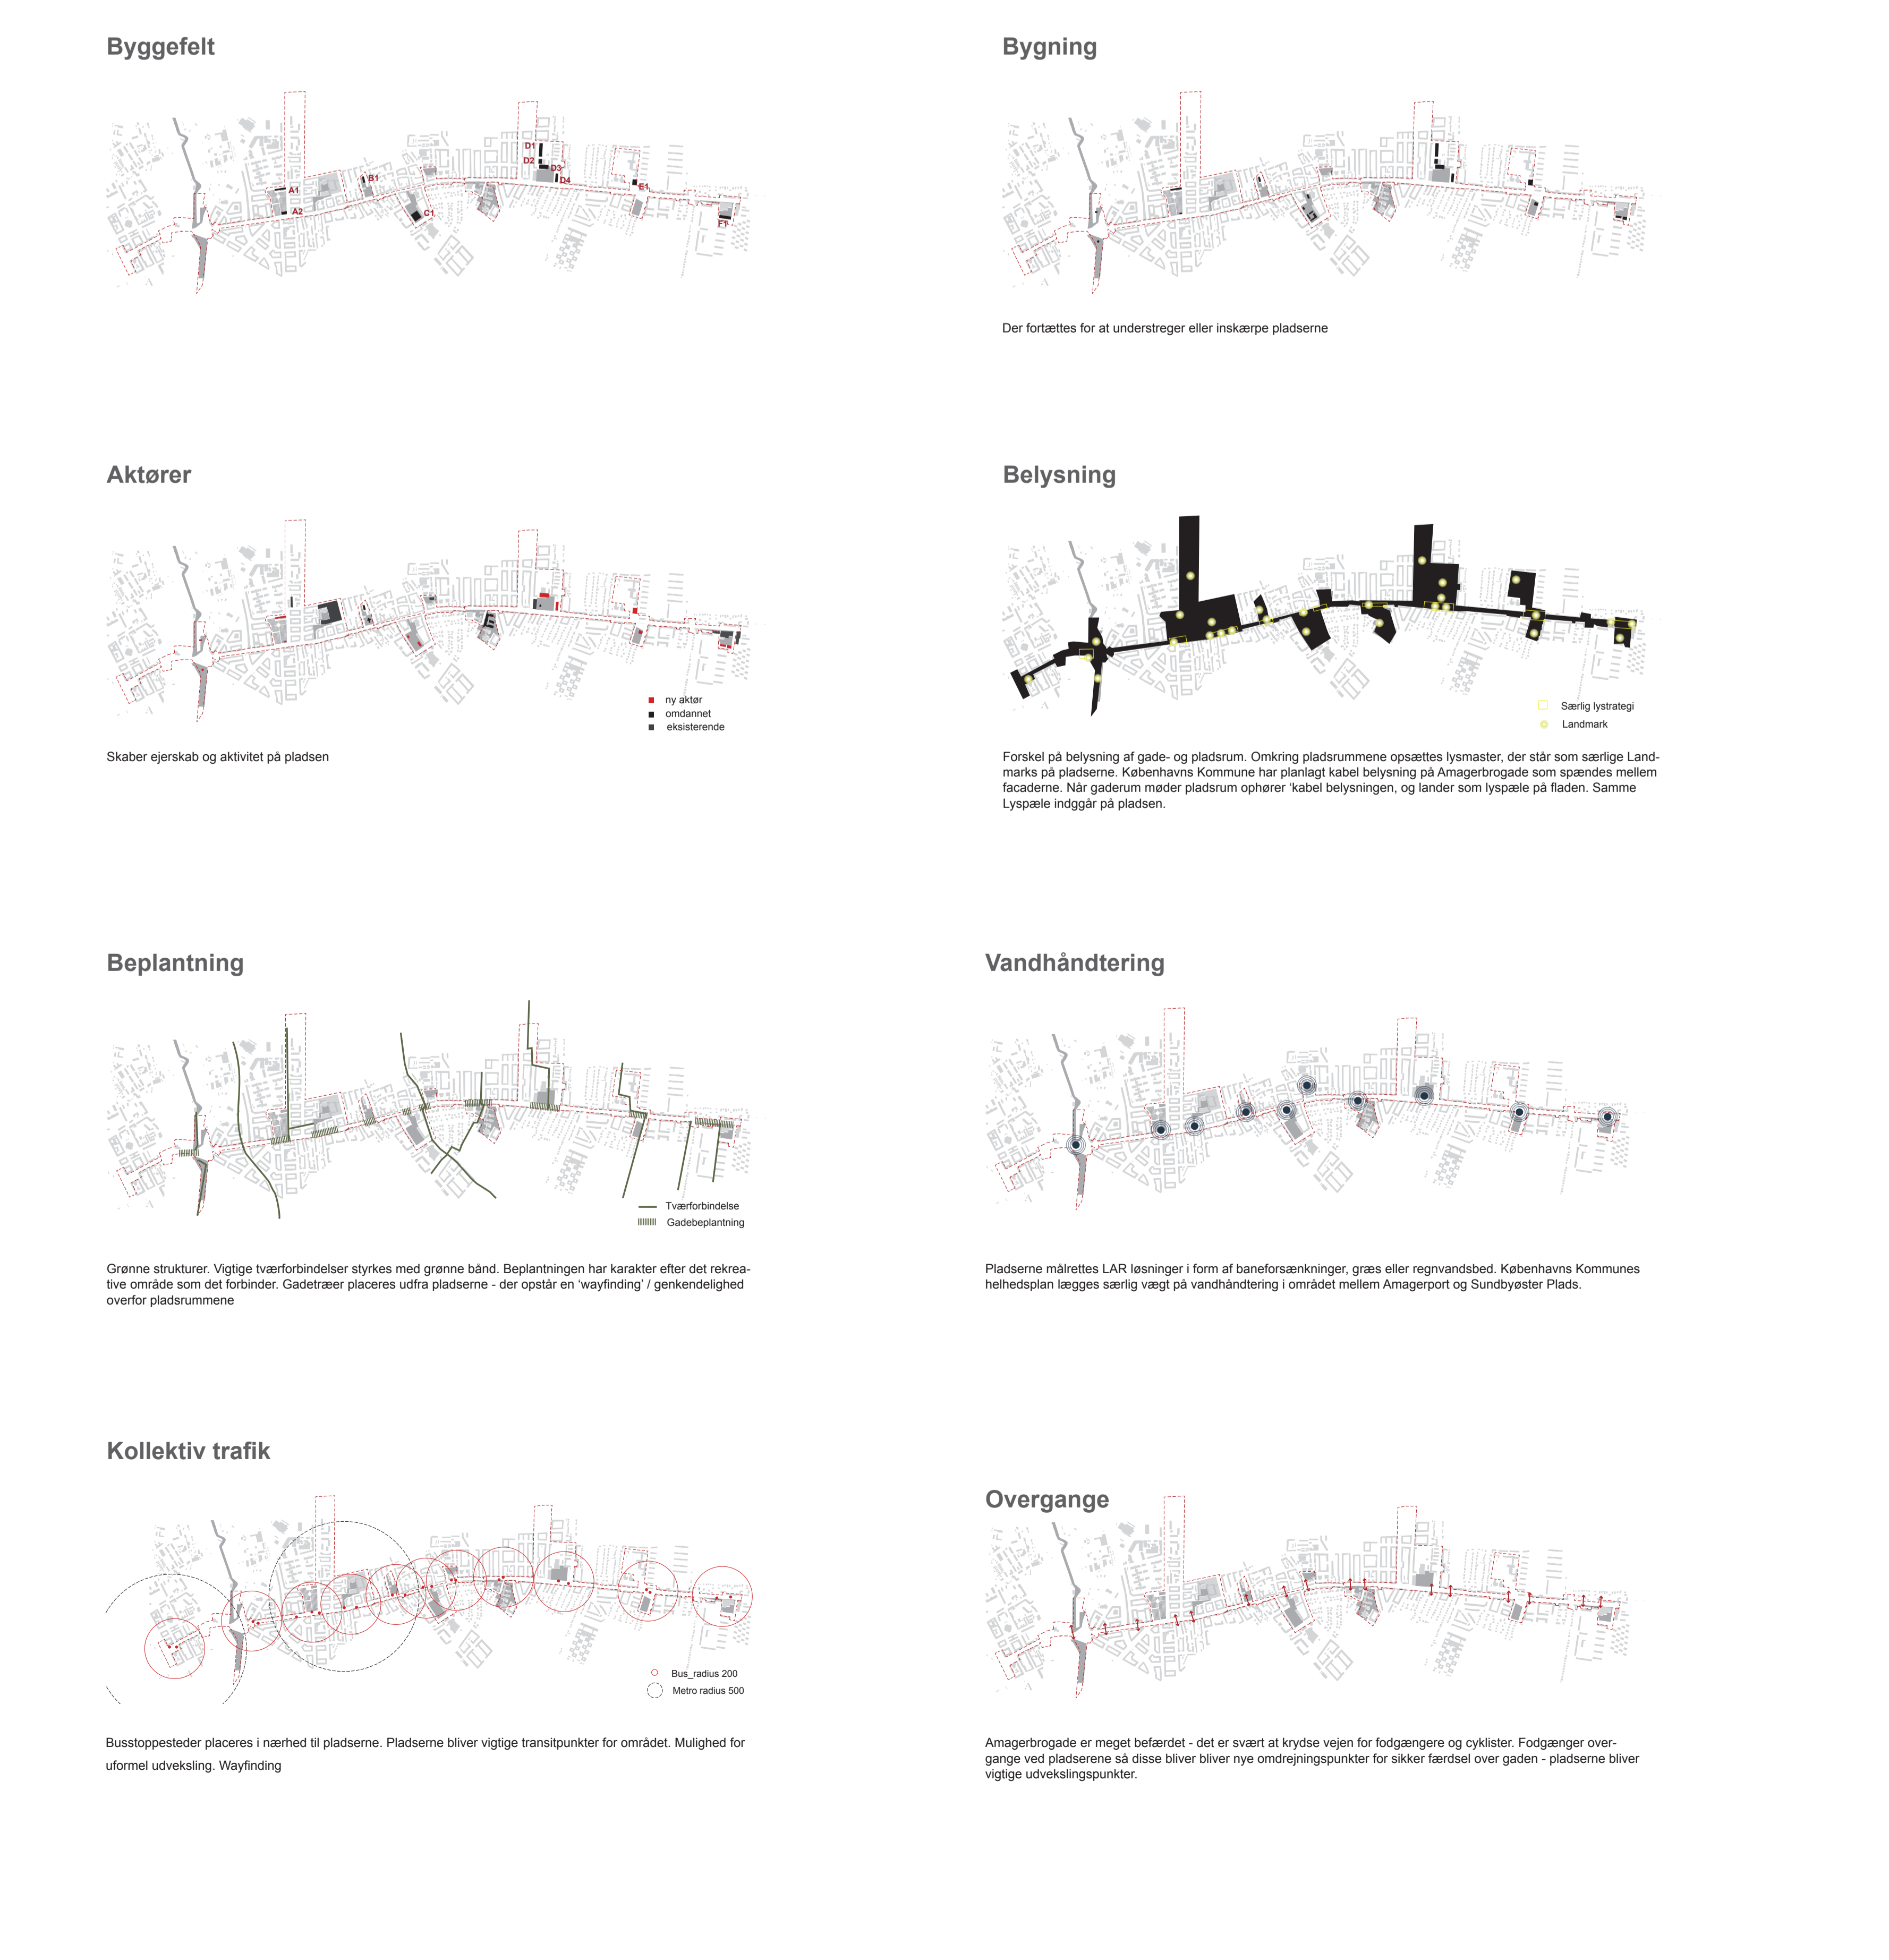 Byggefelt
D1
D2
D3
D4
B1
A1
E1
A2
C1
F1
Bygning
Der fortættes for at understreger eller inskærpe pladserne
Aktører
ny aktør
omdannet
eksisterende
Skaber ejerskab og aktivitet på pladsen
Belysning
Særlig lystrategi
Landmark
Forskel på belysning af gade- og pladsrum. Omkring pladsrummene opsættes lysmaster, der står som særlige Land-
marks på pladserne. Københavns Kommune har planlagt kabel belysning på Amagerbrogade som spændes mellem
facaderne. Når gaderum møder pladsrum ophører ‘kabel belysningen, og lander som lyspæle på fladen. Samme
Lyspæle indggår på pladsen.
Beplantning
Tværforbindelse
Gadebeplantning
Grønne strukturer. Vigtige tværforbindelser styrkes med grønne bånd. Beplantningen har karakter efter det rekrea-
tive område som det forbinder. Gadetræer placeres udfra pladserne - der opstår en ‘wayfinding’ / genkendelighed
overfor pladsrummene
Vandhåndtering
Pladserne målrettes LAR løsninger i form af baneforsænkninger, græs eller regnvandsbed. Københavns Kommunes
helhedsplan lægges særlig vægt på vandhåndtering i området mellem Amagerport og Sundbyøster Plads.
Kollektiv trafik
Bus_radius 200
Metro radius 500
Busstoppesteder placeres i nærhed til pladserne. Pladserne bliver vigtige transitpunkter for området. Mulighed for
uformel udveksling. Wayfinding
Overgange
Amagerbrogade er meget befærdet - det er svært at krydse vejen for fodgængere og cyklister. Fodgænger over-
gange ved pladserene så disse bliver bliver nye omdrejningspunkter for sikker færdsel over gaden - pladserne bliver
vigtige udvekslingspunkter.